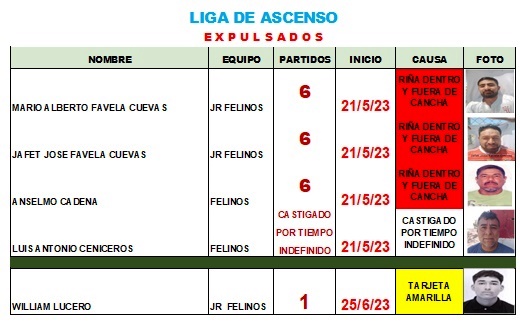 LIGA DE ASCENSO
EXPULSADOS
NOMBRE EQUIPO PARTIDOS INICIO CAUSA FOTO
MARIO ALBERTO FAVELA CUEVAS JR FELINOS 6 21/5/23 RIÑA DENTRO
Y FUERA DE
CANCHA
JAFET JOSE FAVELA CUEVAS JR FELINOS 6 21/5/23 RIÑA DENTRO
Y FUERA DE
CANCHA
ANSELMO CADENA FELINOS 6 21/5/23 RIÑA DENTRO
Y FUERA DE
CANCHA
LUIS ANTONIO CENICEROS FELINOS CASTIGADO
POR TIEMPO
INDEFINIDO 21/5/23 CASTIGADO
POR TIEMPO
INDEFINIDO
WILLIAM LUCERO JR FELINOS 1 25/6/23 TARJETA
AMARILLA